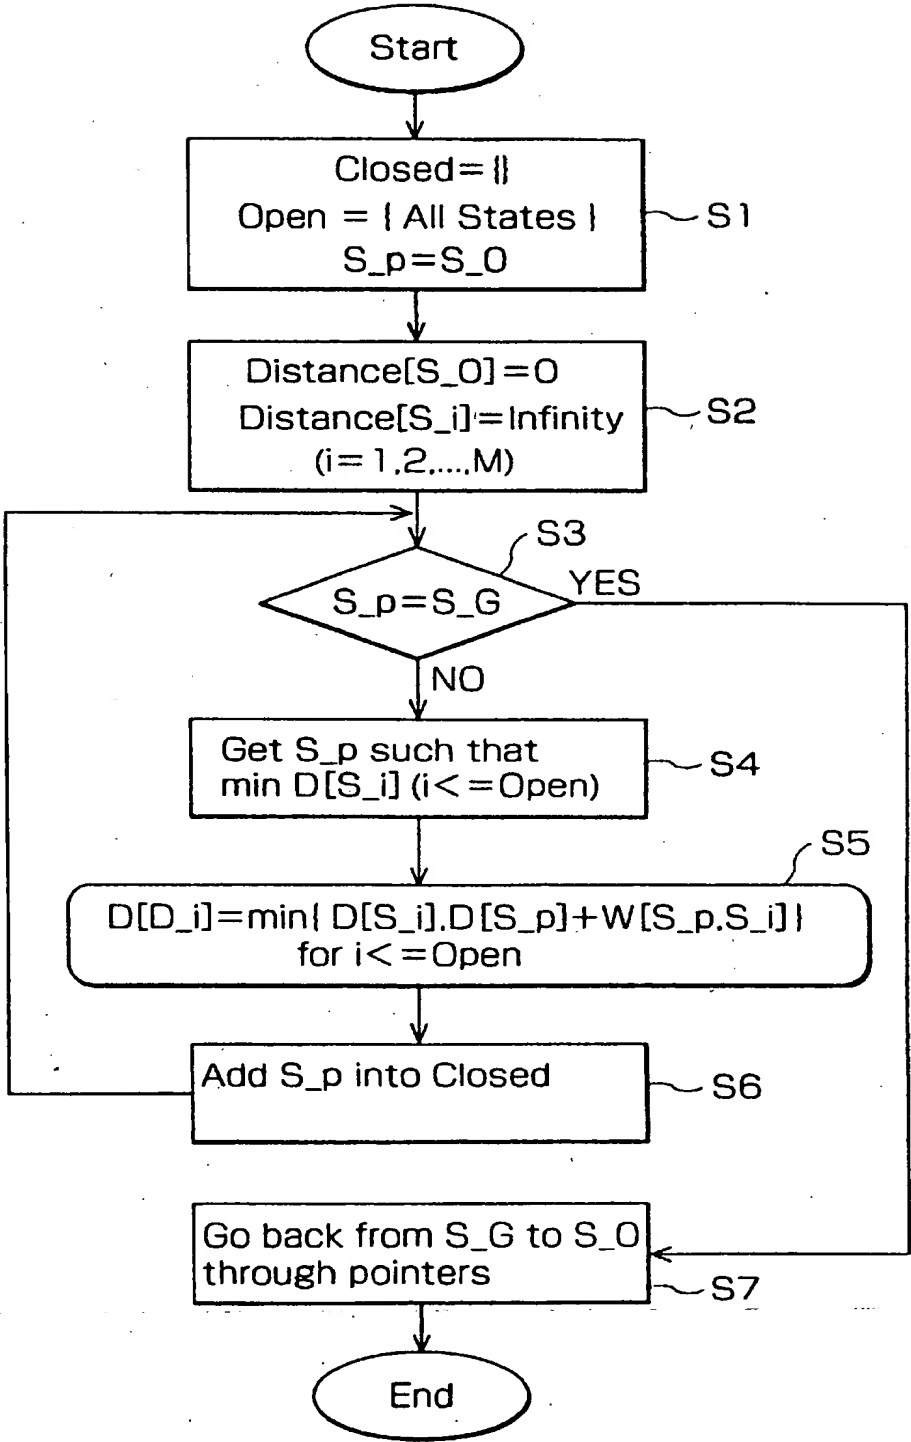 Start
Closed={}
Open = { All States }
S_p=S_0
S1
Distance[S_0]=0
Distance[S_i]=Infinity
(i=1,2,...,M)
S2
S3
S_p=S_G
YES
NO
Get S_p such that
min D[S_i] (i<=Open)
S4
S5
D[D_i]=min{ D[S_i],D[S_p]+W[S_p,S_i]}
for i<=Open
Add S_p into Closed
S6
Go back from S_G to S_0
through pointers
S7
End